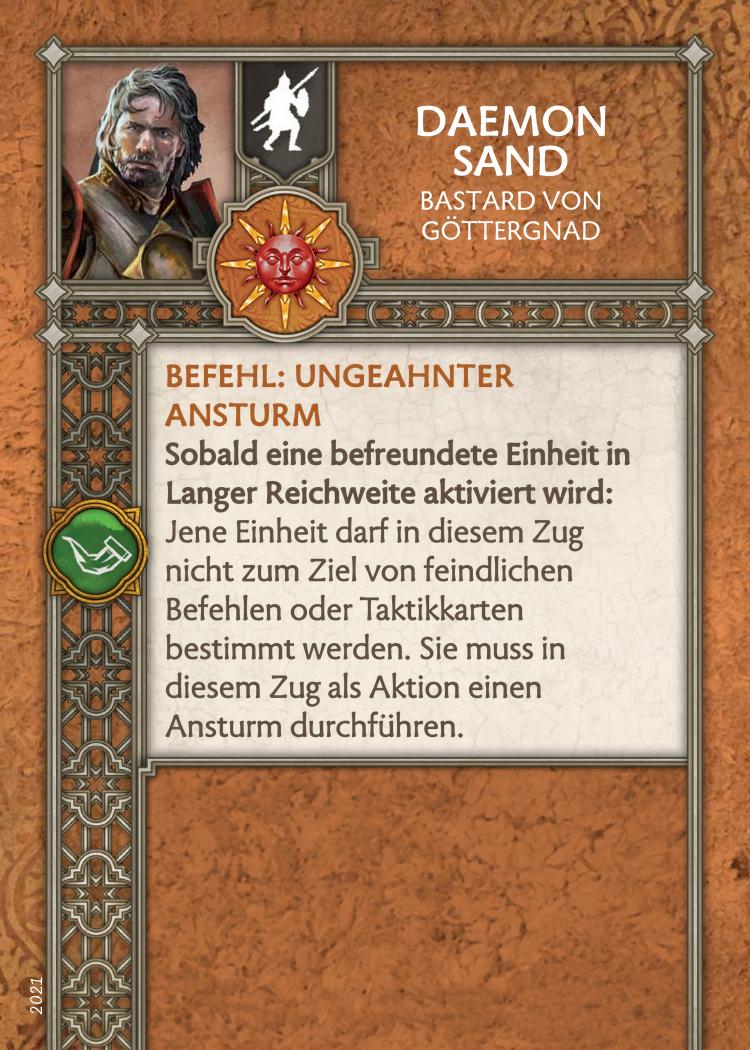 DAEMON
SAND
BASTARD VON
GÖTTERGNAD
BEFEHL: UNGEAHNTER
ANSTURM
Sobald eine befreundete Einheit in
Langer Reichweite aktiviert wird:
Jene Einheit darf in diesem Zug
nicht zum Ziel von feindlichen
Befehlen oder Taktikkarten
bestimmt werden. Sie muss in
diesem Zug als Aktion einen
Ansturm durchführen.
2021